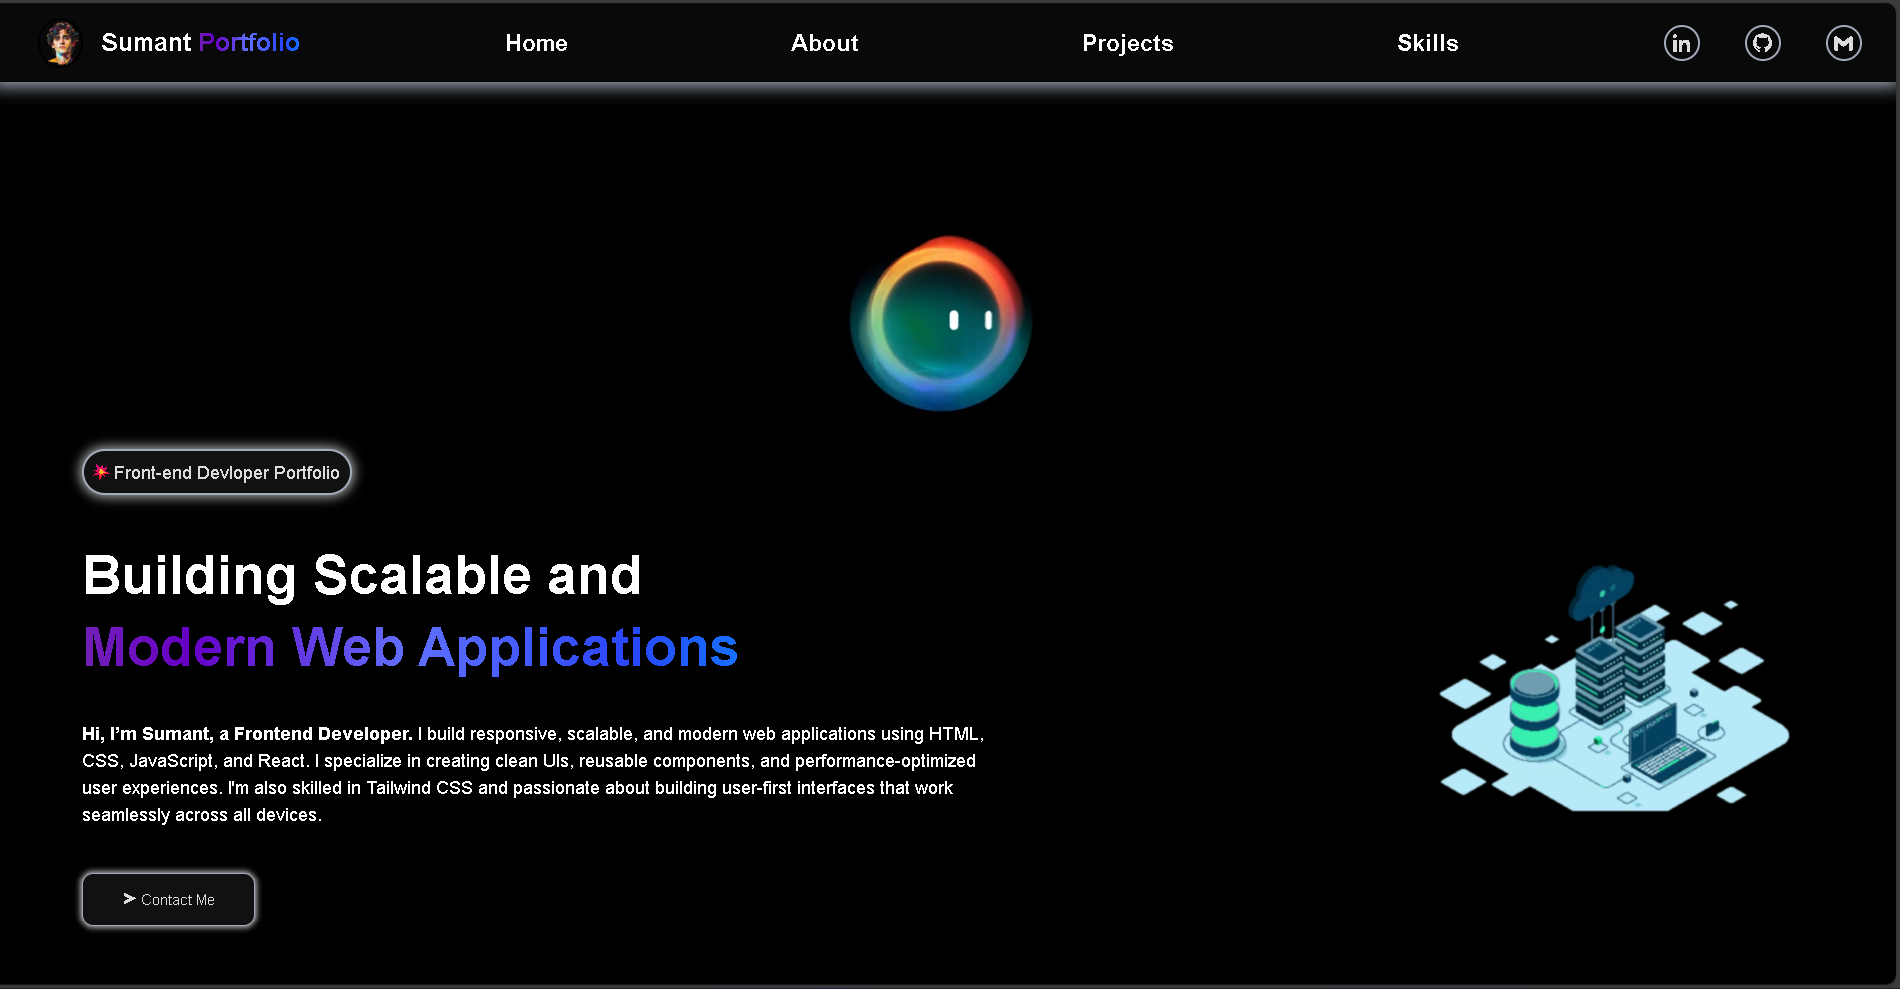 Sumant Portfolio
Home
About
Projects
Skills
Front-end Devloper Portfolio
Building Scalable and
Modern Web Applications
Hi, I’m Sumant, a Frontend Developer. I build responsive, scalable, and modern web applications using HTML,
CSS, JavaScript, and React. I specialize in creating clean UIs, reusable components, and performance-optimized
user experiences. I'm also skilled in Tailwind CSS and passionate about building user-first interfaces that work
seamlessly across all devices.
Contact Me